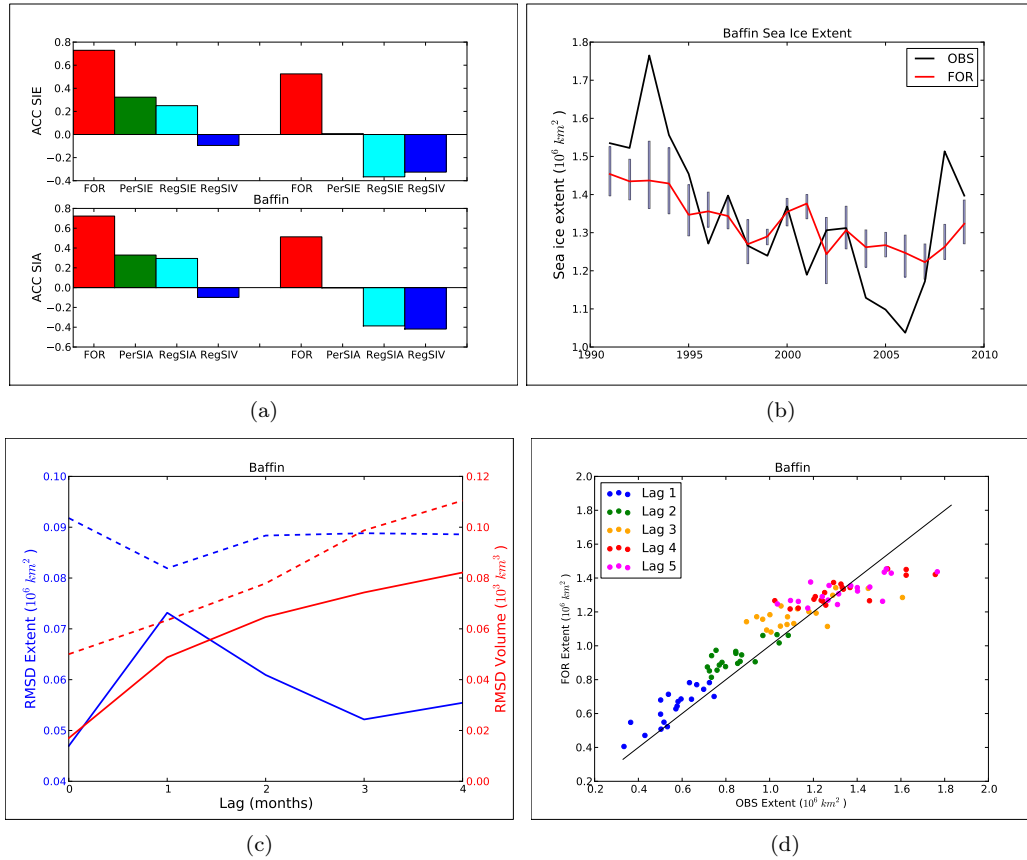 0.8
0.6
0.4
0.2
0.0
−0.2
−0.4
ACC SIE
FOR PerSIE RegSIE RegSIV FOR PerSIE RegSIE RegSIV
Baffin
0.8
0.6
0.4
0.2
0.0
−0.2
−0.4
−0.6
ACC SIA
FOR PerSIA RegSIA RegSIV FOR PerSIA RegSIA RegSIV
(a)
Baffin Sea Ice Extent
1.8
1.7
1.6
1.5
1.4
1.3
1.2
1.1
1.0
Sea ice extent (10⁶ km²)
OBS
FOR
1990 1995 2000 2005 2010
(b)
Baffin
0.10
0.09
0.08
0.07
0.06
0.05
0.04
RMSD Extent (10⁶ km²)
0.12
0.10
0.08
0.06
0.04
0.02
0.00
RMSD Volume (10³ km³)
0 1 2 3 4
Lag (months)
(c)
Baffin
2.0
1.8
1.6
1.4
1.2
1.0
0.8
0.6
0.4
0.2
FOR Extent (10⁶ km²)
Lag 1
Lag 2
Lag 3
Lag 4
Lag 5
0.2 0.4 0.6 0.8 1.0 1.2 1.4 1.6 1.8 2.0
OBS Extent (10⁶ km²)
(d)